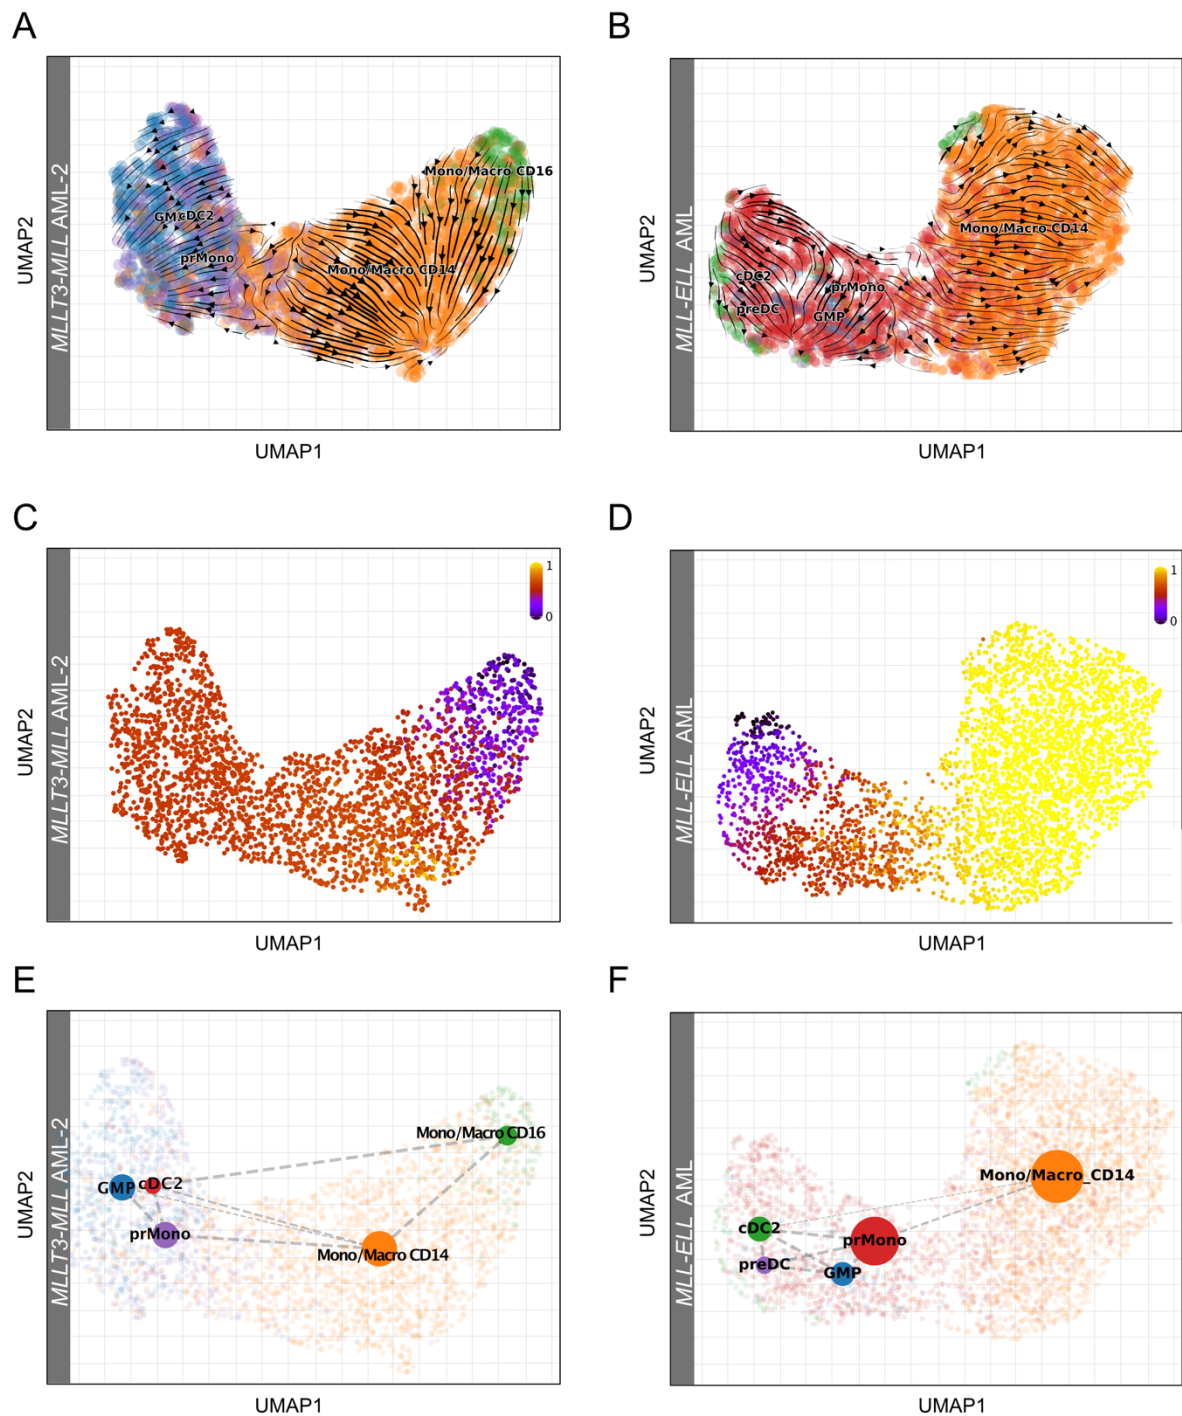 A
B
MLLT3-MLL AML-2
UMAP2
GM
cDC2
prMono
Mono/Macro CD14
Mono/Macro CD16
UMAP1
MLL-ELL AML
UMAP2
cDC2
preDC
prMono
GMP
Mono/Macro CD14
UMAP1
C
D
MLLT3-MLL AML-2
UMAP2
1
0
UMAP1
MLL-ELL AML
UMAP2
1
0
UMAP1
E
F
MLLT3-MLL AML-2
UMAP2
GMP
cDC2
prMono
Mono/Macro CD14
Mono/Macro CD16
UMAP1
MLL-ELL AML
UMAP2
cDC2
preDC
prMono
GMP
Mono/Macro_CD14
UMAP1